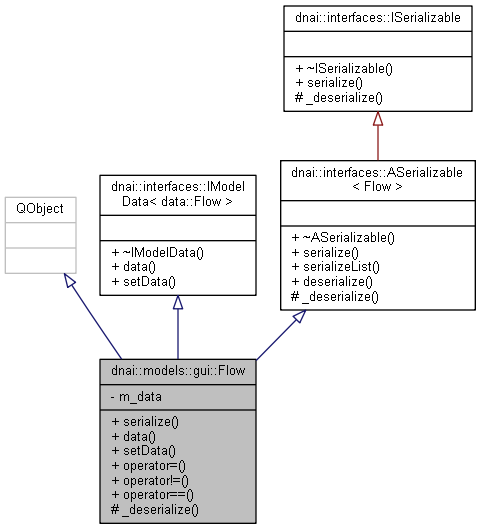 dnai::interfaces::ISerializable
+ ~ISerializable()
+ serialize()
# _deserialize()
QObject
dnai::interfaces::IModel
Data< data::Flow >
+ ~IModelData()
+ data()
+ setData()
dnai::interfaces::ASerializable
< Flow >
+ ~ASerializable()
+ serialize()
+ serializeList()
+ deserialize()
# _deserialize()
dnai::models::gui::Flow
- m_data
+ serialize()
+ data()
+ setData()
+ operator=()
+ operator!=()
+ operator==()
# _deserialize()